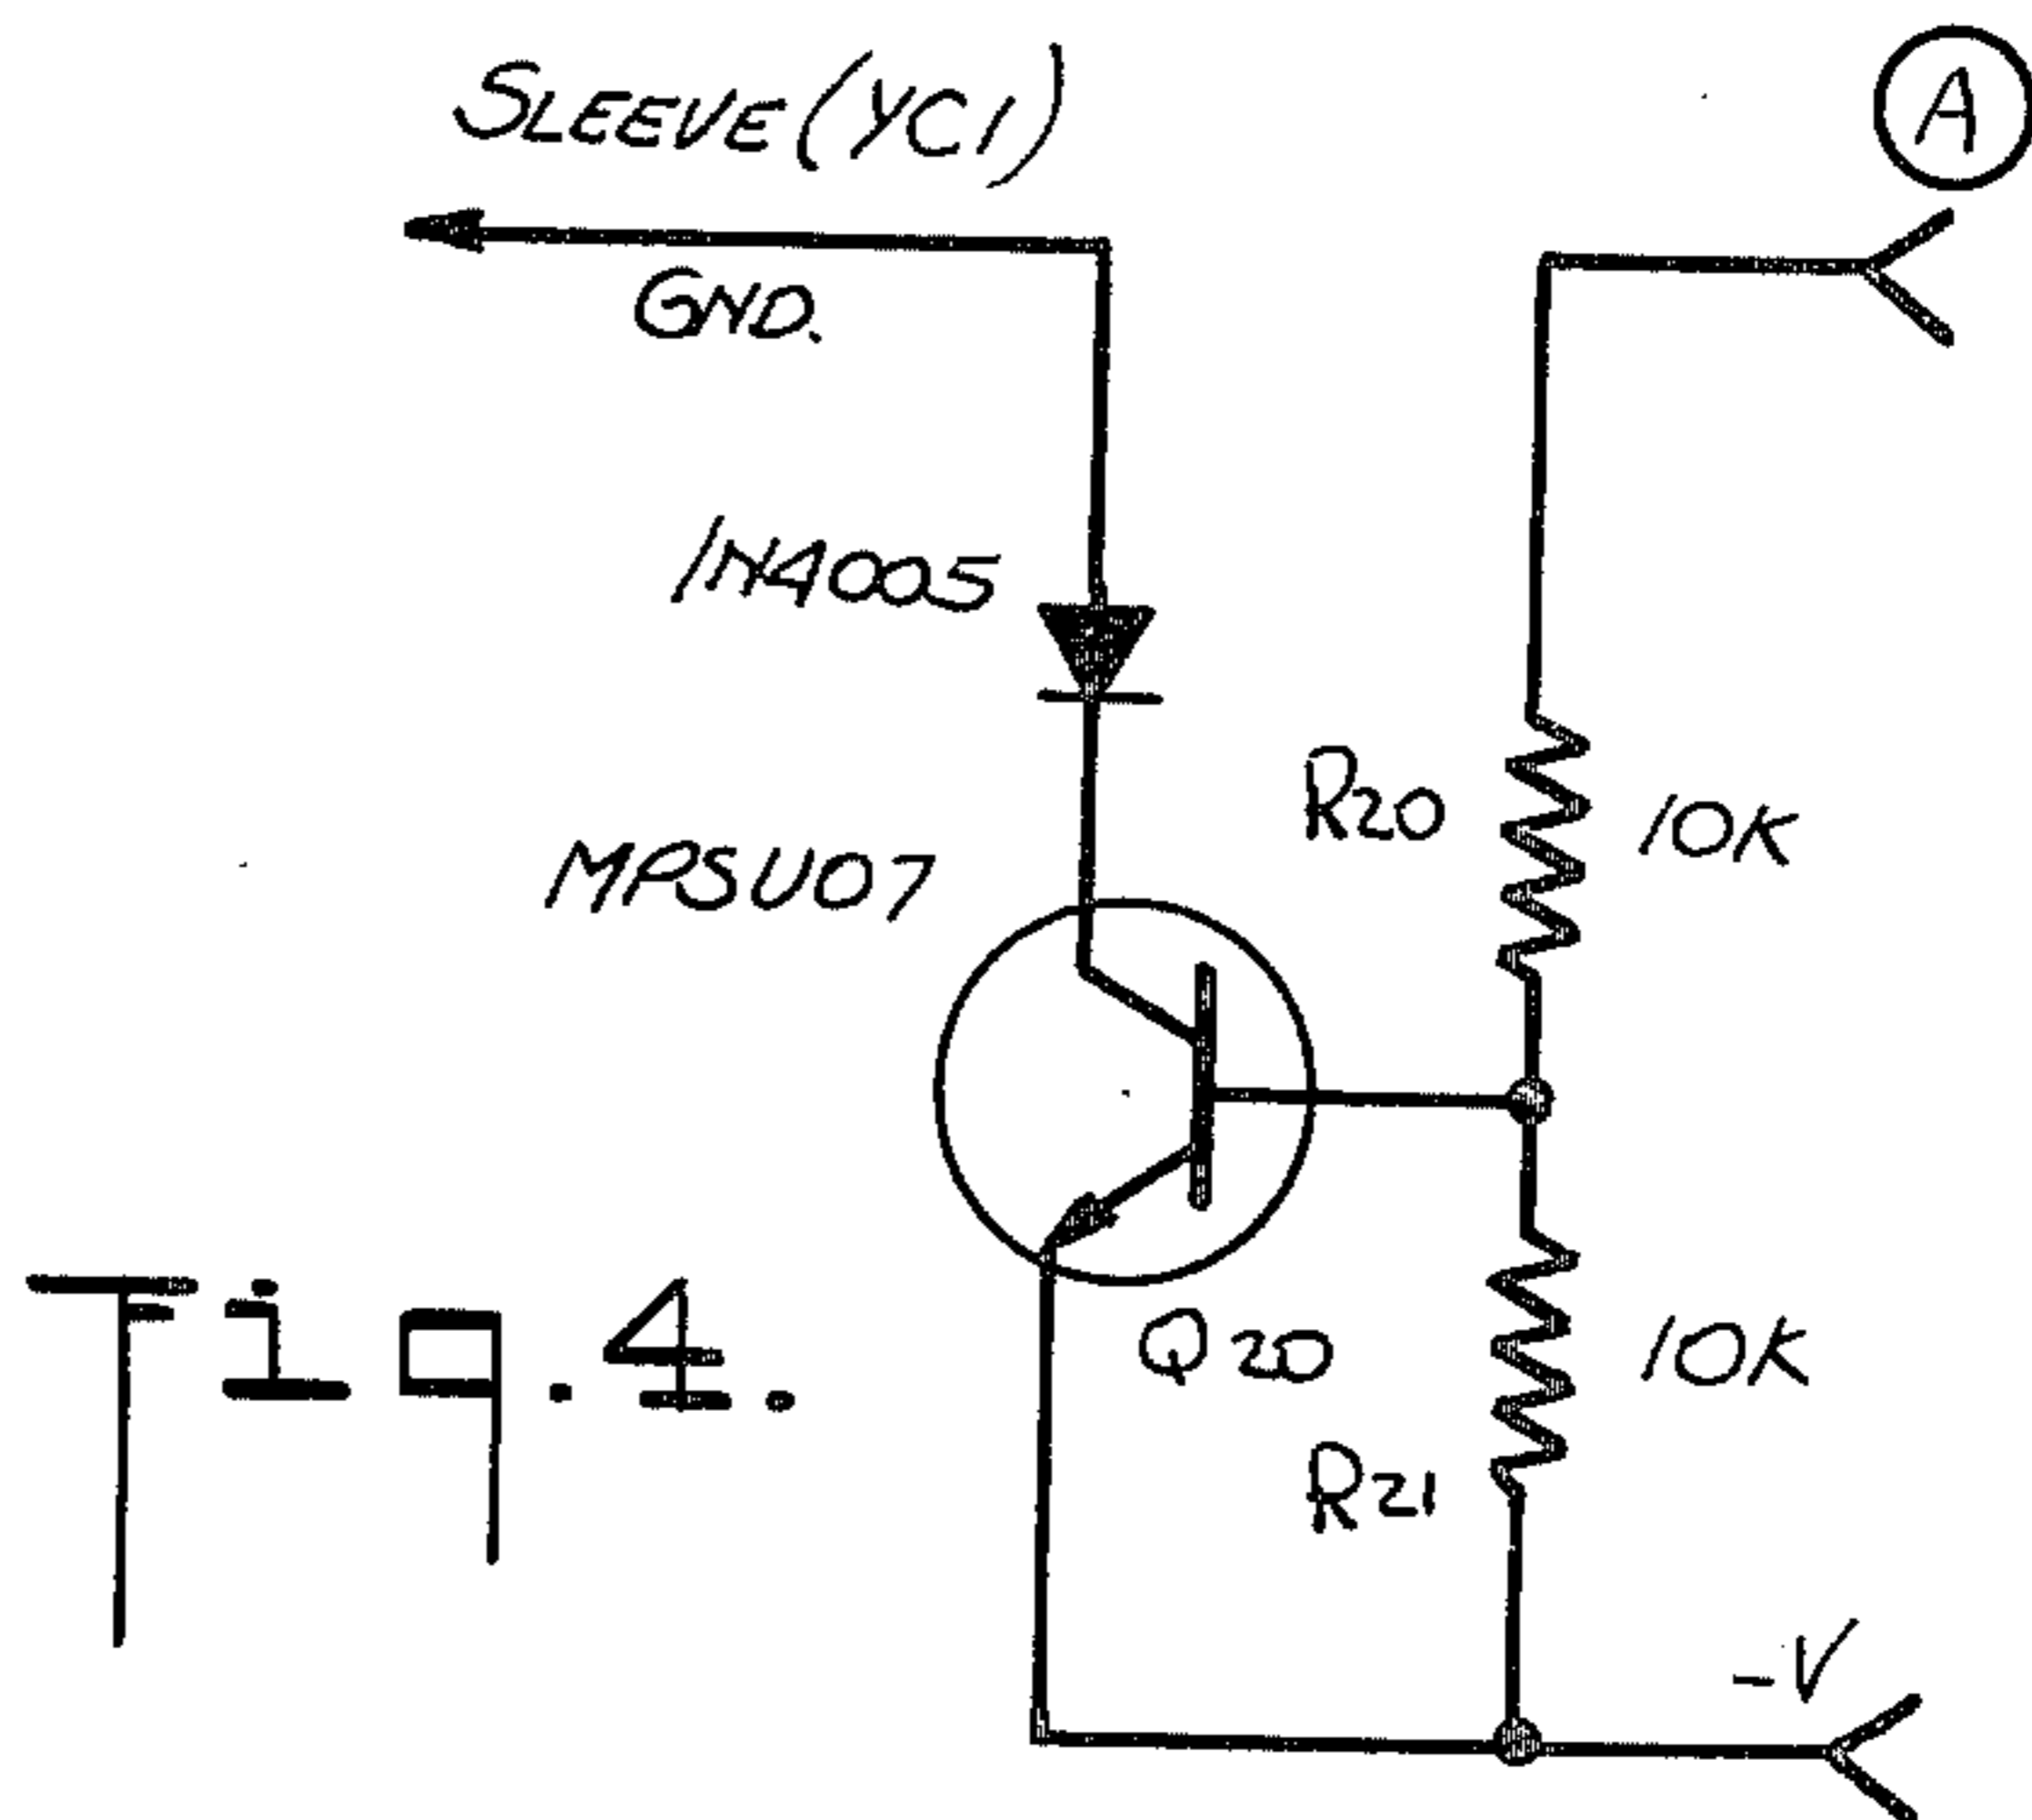 SLEEVE(YC1)
A
GND.
1N4005
R20
10K
MPSU07
Q20
10K
Fig.4.
R21
-V